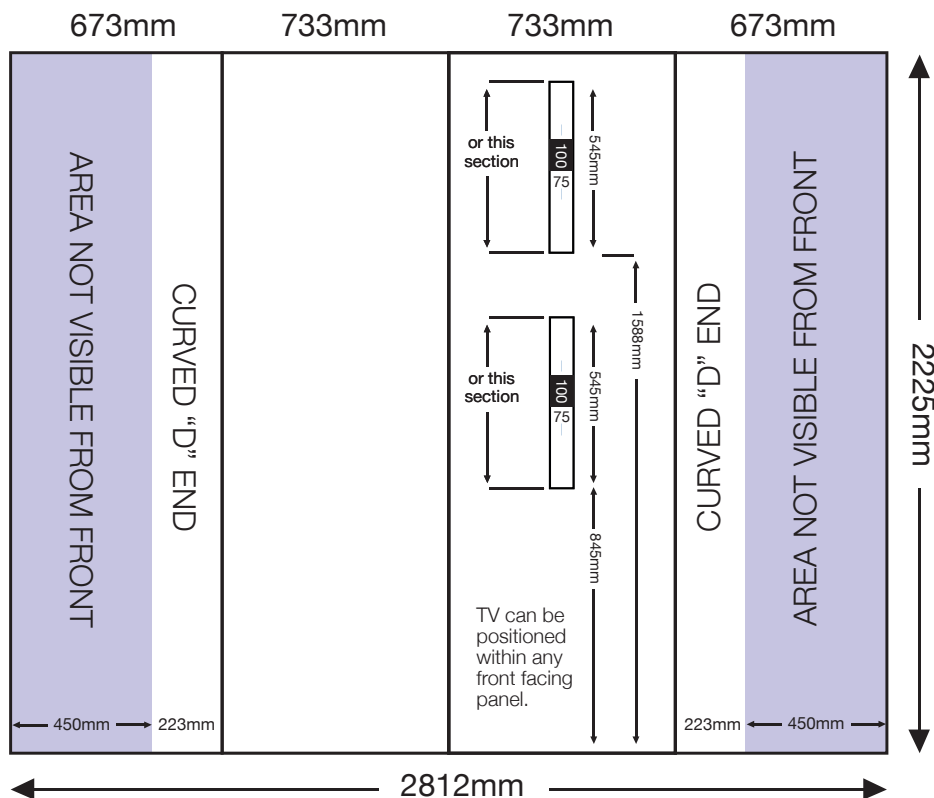 673mm 733mm 733mm 673mm
AREA NOT VISIBLE FROM FRONT
CURVED “D” END
or this
section
100
75
545mm
1588mm
or this
section
100
75
545mm
845mm
TV can be
positioned
within any
front facing
panel.
CURVED “D” END
AREA NOT VISIBLE FROM FRONT
2225mm
450mm 223mm 223mm 450mm
2812mm